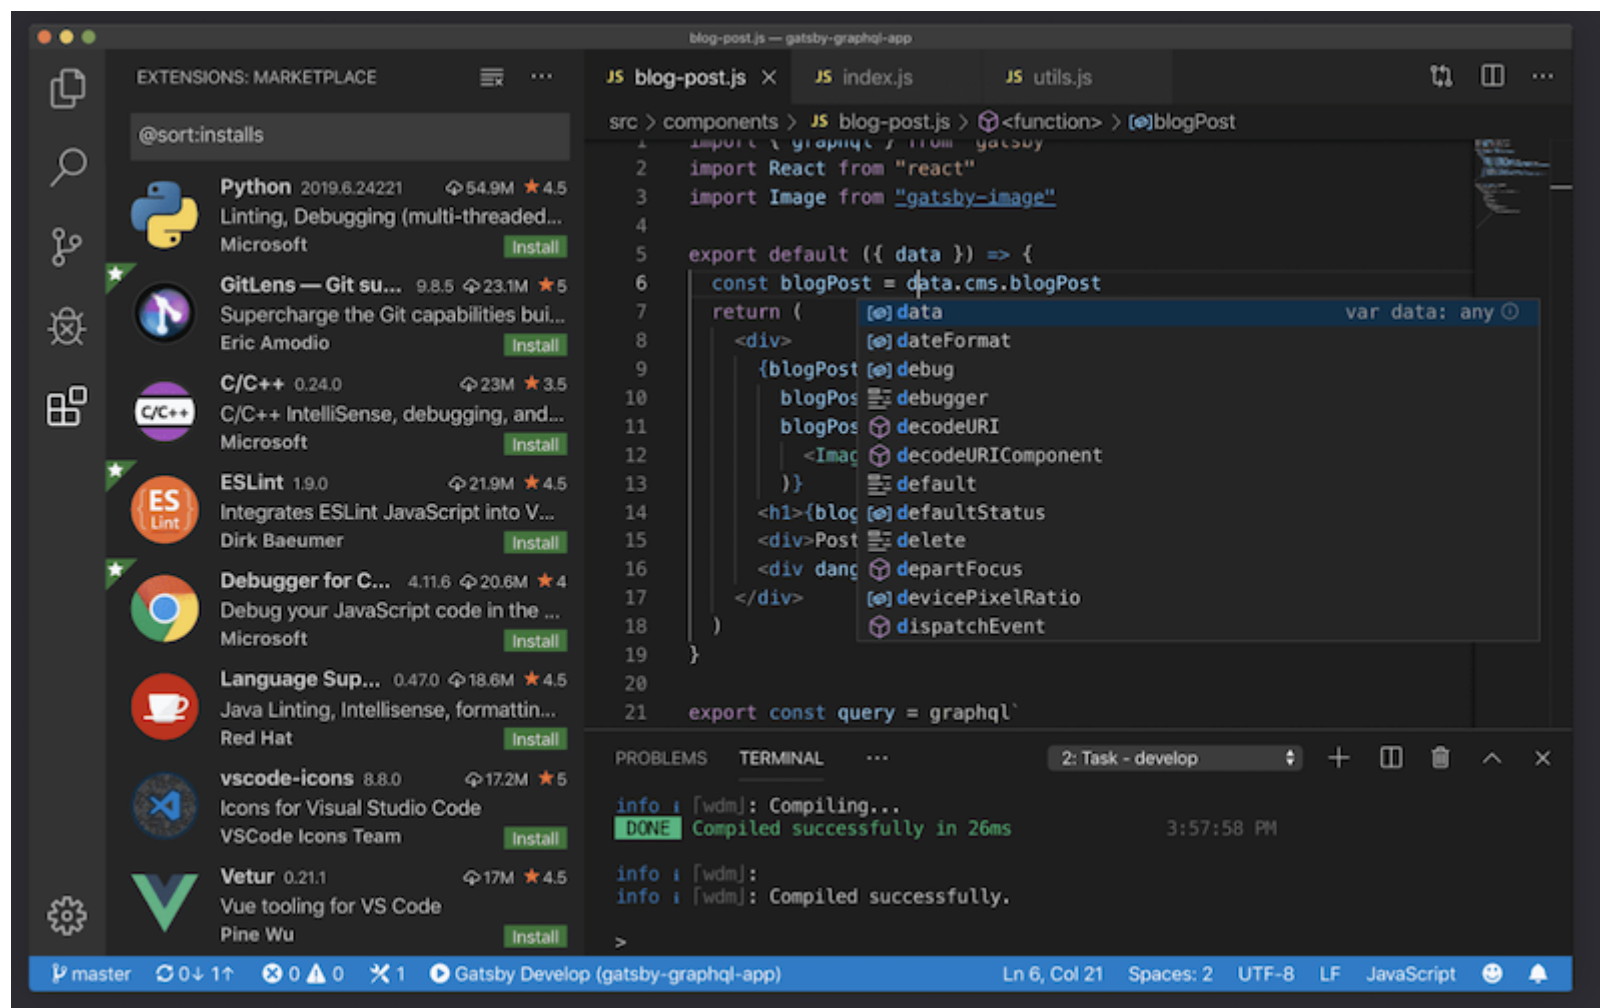 blog-post.js — gatsby-graphql-app
EXTENSIONS: MARKETPLACE
@sort:installs
Python 2019.6.24221 54.9M ★ 4.5
Linting, Debugging (multi-threaded...
Microsoft Install
GitLens — Git su... 9.8.5 23.1M ★ 5
Supercharge the Git capabilities bui...
Eric Amodio Install
C/C++
C/C++ 0.24.0 23M ★ 3.5
C/C++ IntelliSense, debugging, and...
Microsoft Install
ES
Lint
ESLint 1.9.0 21.9M ★ 4.5
Integrates ESLint JavaScript into V...
Dirk Baeumer Install
Debugger for C... 4.11.6 20.6M ★ 4
Debug your JavaScript code in the ...
Microsoft Install
Language Sup... 0.47.0 18.6M ★ 4.5
Java Linting, Intellisense, formattin...
Red Hat Install
vscode-icons 8.8.0 17.2M ★ 5
Icons for Visual Studio Code
VSCode Icons Team Install
Vetur 0.21.1 17M ★ 4.5
Vue tooling for VS Code
Pine Wu Install
JS blog-post.js × JS index.js JS utils.js
src > components > JS blog-post.js > <function> > blogPost
1 import { graphql } from "gatsby"
2 import React from "react"
3 import Image from "gatsby-image"
4
5 export default ({ data }) => {
6 const blogPost = data.cms.blogPost
7 return (
8 <div>
9 {blogPost
10 blogPos
11 blogPos
12 <Imag
13 )}
14 <h1>{blog
15 <div>Post
16 <div dang
17 </div>
18 )
19 }
20
21 export const query = graphql`
data var data: any
dateFormat
debug
debugger
decodeURI
decodeURIComponent
default
defaultStatus
delete
departFocus
devicePixelRatio
dispatchEvent
PROBLEMS TERMINAL ... 2: Task - develop
info i ｢wdm｣: Compiling...
DONE Compiled successfully in 26ms 3:57:58 PM
info i ｢wdm｣:
info i ｢wdm｣: Compiled successfully.
>
master 0↓ 1↑ 0 0 1 Gatsby Develop (gatsby-graphql-app) Ln 6, Col 21 Spaces: 2 UTF-8 LF JavaScript